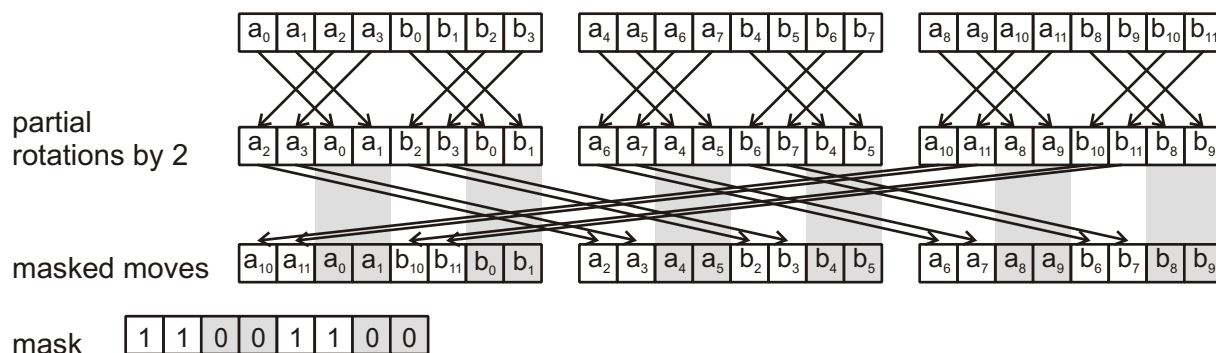 a₀ a₁ a₂ a₃ b₀ b₁ b₂ b₃ a₄ a₅ a₆ a₇ b₄ b₅ b₆ b₇ a₈ a₉ a₁₀ a₁₁ b₈ b₉ b₁₀ b₁₁
partial
rotations by 2 a₂ a₃ a₀ a₁ b₂ b₃ b₀ b₁ a₆ a₇ a₄ a₅ b₆ b₇ b₄ b₅ a₁₀ a₁₁ a₈ a₉ b₁₀ b₁₁ b₈ b₉
masked moves a₁₀ a₁₁ a₀ a₁ b₁₀ b₁₁ b₀ b₁ a₂ a₃ a₄ a₅ b₂ b₃ b₄ b₅ a₆ a₇ a₈ a₉ b₆ b₇ b₈ b₉
mask 1 1 0 0 1 1 0 0